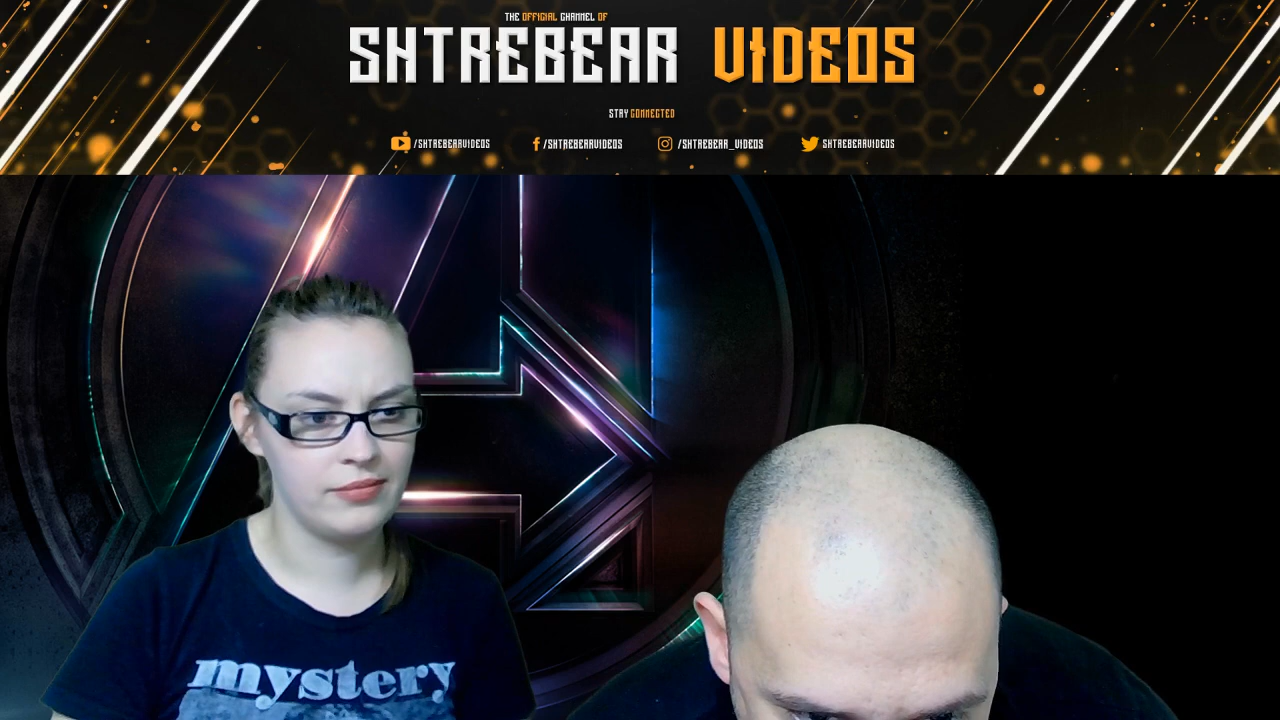 THE OFFICIAL CHANNEL OF
SHTREBEAR VIDEOS
STAY CONNECTED
/SHTREBEARVIDEOS /SHTREBEARVIDEOS /SHTREBEAR_VIDEOS SHTREBEARVIDEOS
mystery